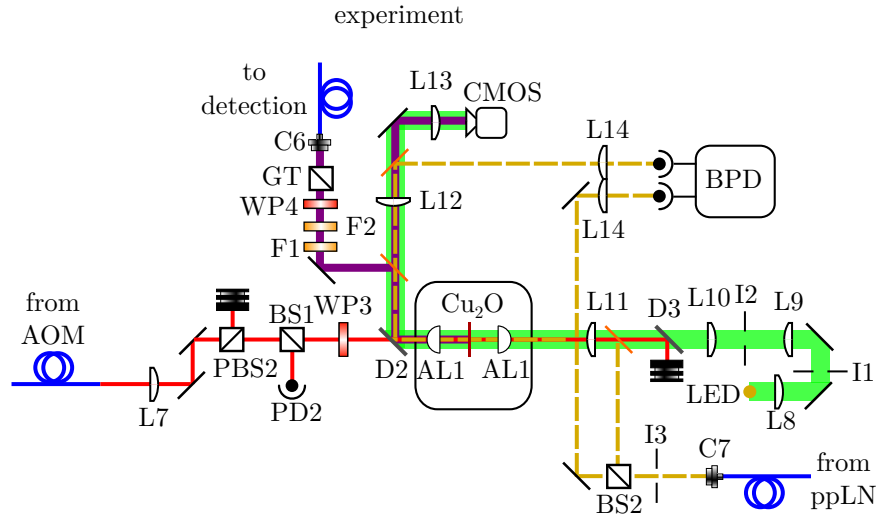 experiment
to
detection
L13
CMOS
C6
GT
L14
BPD
WP4
L12
F2
L14
F1
from
AOM
BS1
WP3
Cu₂O
L11
D3
L10
I2
L9
PBS2
D2
AL1
AL1
I1
L7
PD2
LED
L8
I3
C7
from
ppLN
BS2